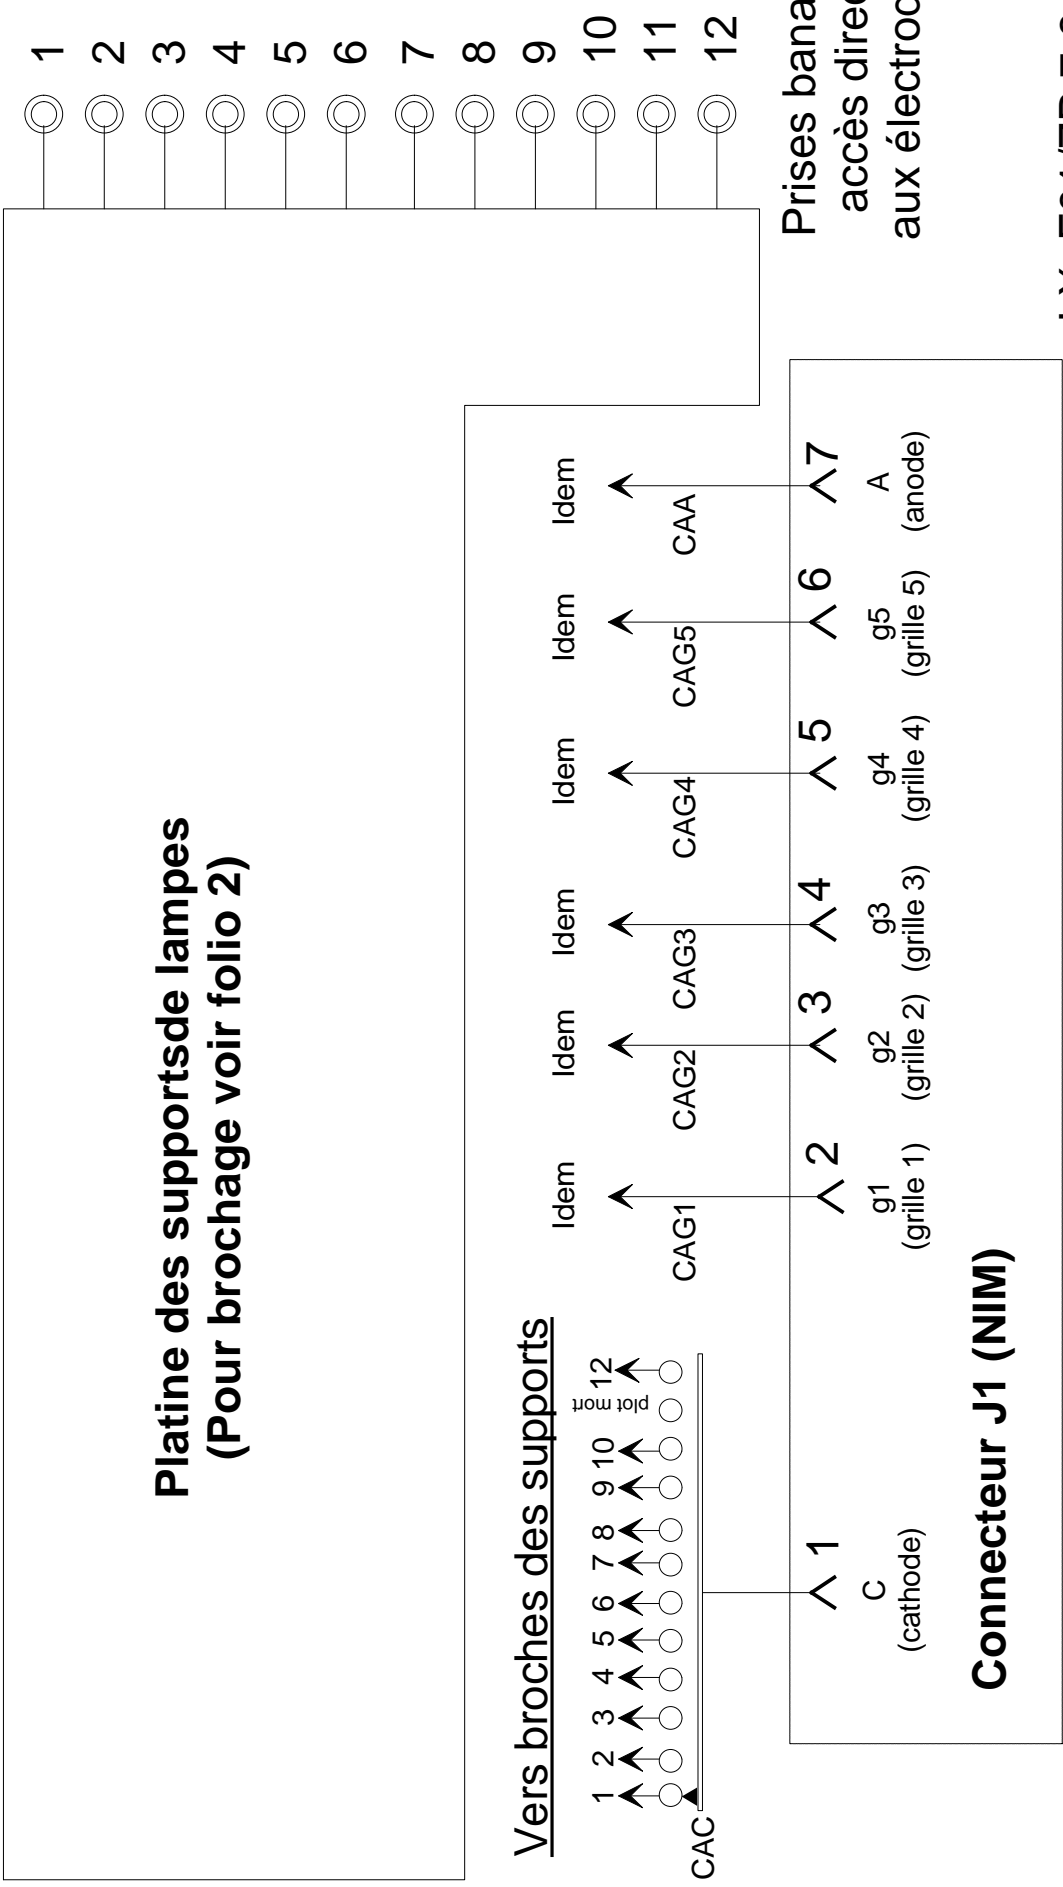 Platine des supportsde lampes
(Pour brochage voir folio 2)
1
2
3
4
5
6
7
8
9
10
11
12
Prises
accès
aux
Vers broches des supports
1 2 3 4 5 6 7 8 9 10 plot mort 12
CAC
Idem
Idem
Idem
Idem
Idem
Idem
CAG1
CAG2
CAG3
CAG4
CAG5
CAA
1
2
3
4
5
6
7
C
(cathode)
g1
(grille 1)
g2
(grille 2)
g3
(grille 3)
g4
(grille 4)
g5
(grille 5)
A
(anode)
Connecteur J1 (NIM)